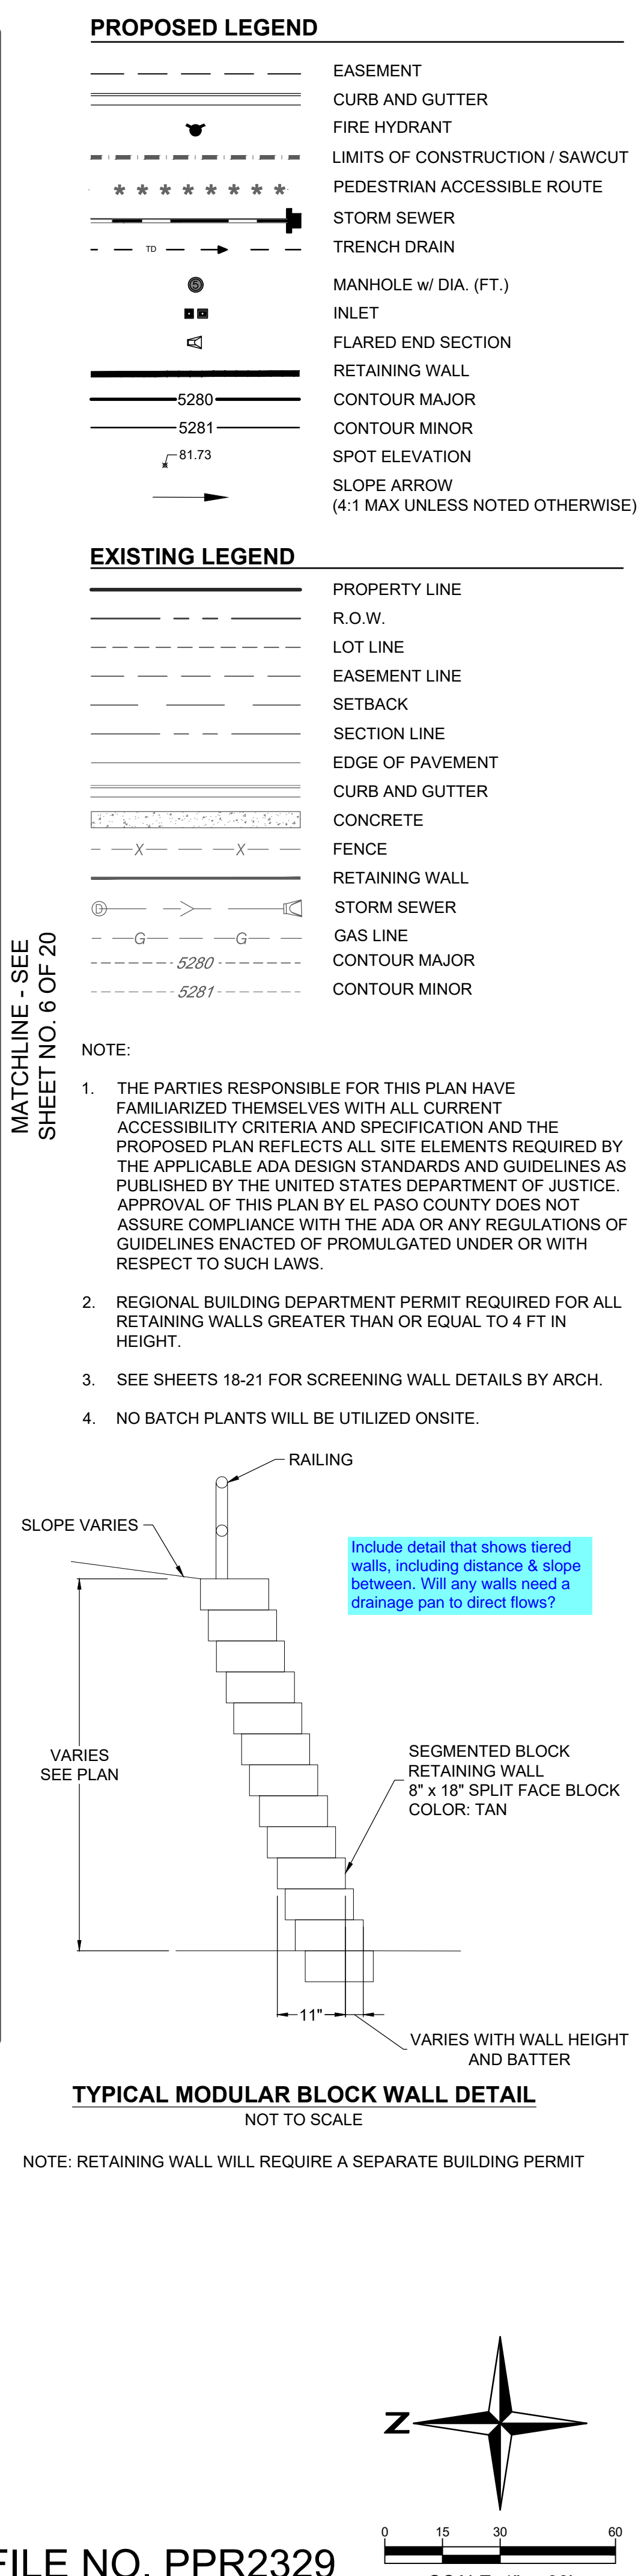 PROPOSED LEGEND
EASEMENT
CURB AND GUTTER
FIRE HYDRANT
LIMITS OF CONSTRUCTION / SAWCUT
PEDESTRIAN ACCESSIBLE ROUTE
STORM SEWER
TD
TRENCH DRAIN
5
MANHOLE w/ DIA. (FT.)
INLET
FLARED END SECTION
RETAINING WALL
5280
CONTOUR MAJOR
5281
CONTOUR MINOR
81.73
SPOT ELEVATION
SLOPE ARROW
(4:1 MAX UNLESS NOTED OTHERWISE)
EXISTING LEGEND
PROPERTY LINE
R.O.W.
LOT LINE
EASEMENT LINE
SETBACK
SECTION LINE
EDGE OF PAVEMENT
CURB AND GUTTER
CONCRETE
X X
FENCE
RETAINING WALL
D
STORM SEWER
G G
GAS LINE
5280
CONTOUR MAJOR
5281
CONTOUR MINOR
MATCHLINE - SEE
SHEET NO. 6 OF 20
NOTE:
1. THE PARTIES RESPONSIBLE FOR THIS PLAN HAVE
FAMILIARIZED THEMSELVES WITH ALL CURRENT
ACCESSIBILITY CRITERIA AND SPECIFICATION AND THE
PROPOSED PLAN REFLECTS ALL SITE ELEMENTS REQUIRED BY
THE APPLICABLE ADA DESIGN STANDARDS AND GUIDELINES AS
PUBLISHED BY THE UNITED STATES DEPARTMENT OF JUSTICE.
APPROVAL OF THIS PLAN BY EL PASO COUNTY DOES NOT
ASSURE COMPLIANCE WITH THE ADA OR ANY REGULATIONS OF
GUIDELINES ENACTED OF PROMULGATED UNDER OR WITH
RESPECT TO SUCH LAWS.
2. REGIONAL BUILDING DEPARTMENT PERMIT REQUIRED FOR ALL
RETAINING WALLS GREATER THAN OR EQUAL TO 4 FT IN
HEIGHT.
3. SEE SHEETS 18-21 FOR SCREENING WALL DETAILS BY ARCH.
4. NO BATCH PLANTS WILL BE UTILIZED ONSITE.
RAILING
SLOPE VARIES
Include detail that shows tiered
walls, including distance & slope
between. Will any walls need a
drainage pan to direct flows?
VARIES
SEE PLAN
SEGMENTED BLOCK
RETAINING WALL
8" x 18" SPLIT FACE BLOCK
COLOR: TAN
11"
VARIES WITH WALL HEIGHT
AND BATTER
TYPICAL MODULAR BLOCK WALL DETAIL
NOT TO SCALE
NOTE: RETAINING WALL WILL REQUIRE A SEPARATE BUILDING PERMIT
N
0 15 30 60
FILE NO. PPR2329